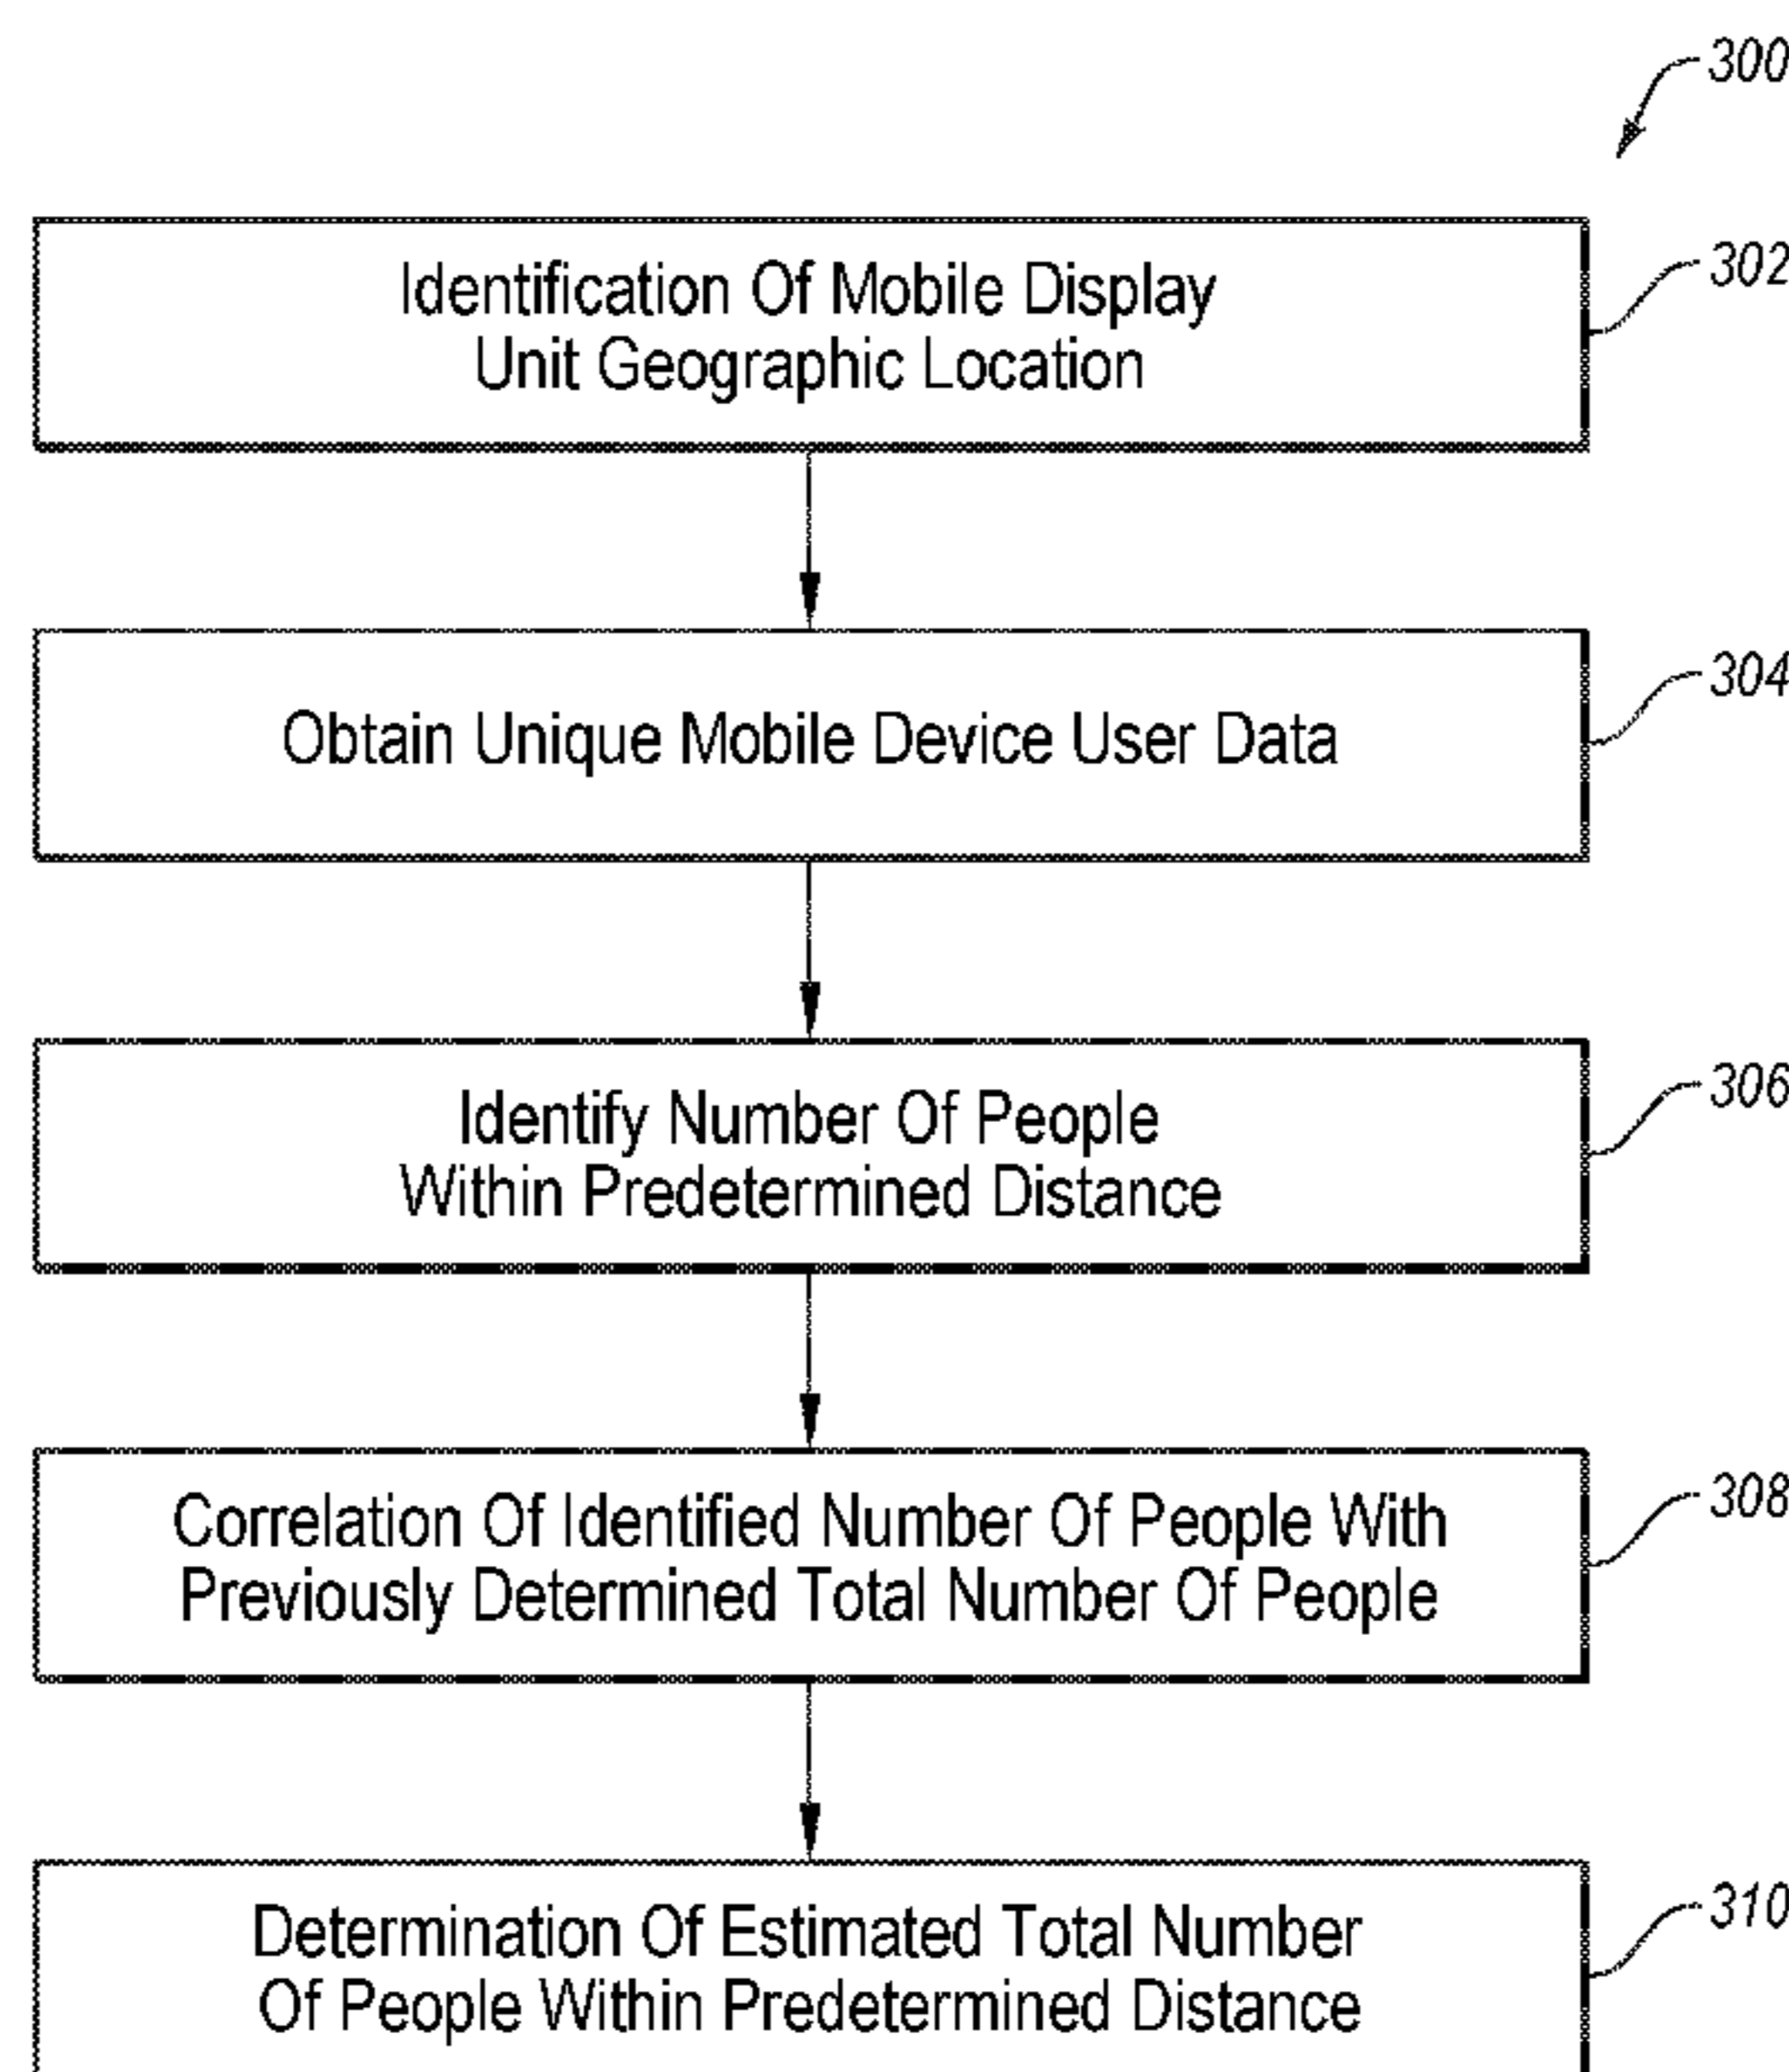 300
Identification Of Mobile Display
Unit Geographic Location
302
Obtain Unique Mobile Device User Data
304
Identify Number Of People
Within Predetermined Distance
306
Correlation Of Identified Number Of People With
Previously Determined Total Number Of People
308
Determination Of Estimated Total Number
Of People Within Predetermined Distance
310